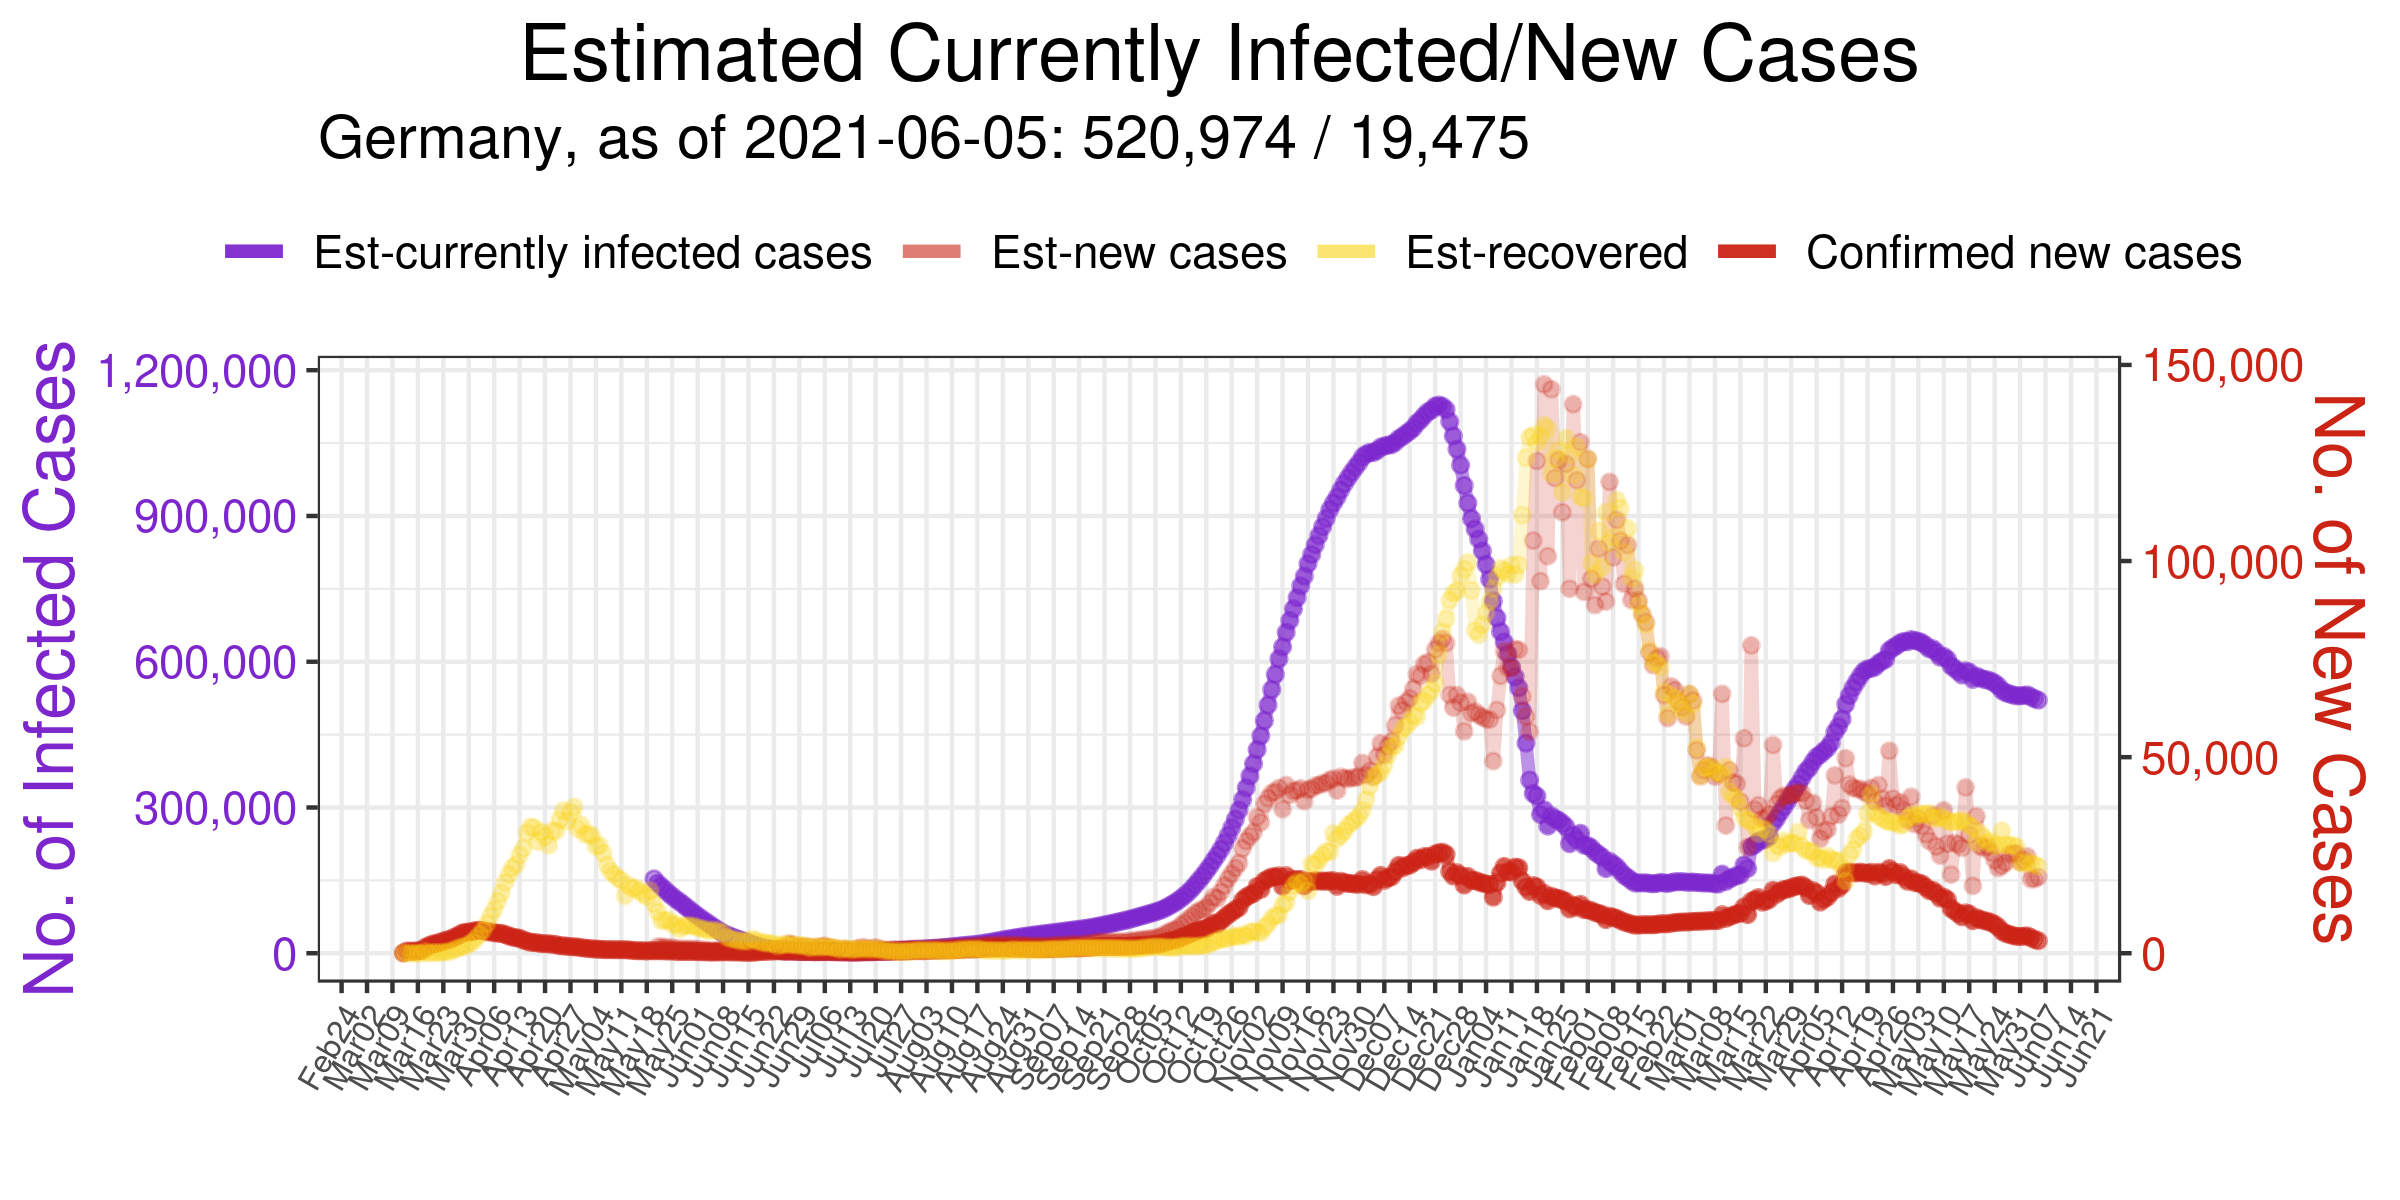 Estimated Currently Infected/New Cases
Germany, as of 2021-06-05: 520,974 / 19,475
Est-currently infected cases Est-new cases Est-recovered Confirmed new cases
No. of Infected Cases
1,200,000
900,000
600,000
300,000
0
150,000
100,000
50,000
0
No. of New Cases
Feb24 Mar02 Mar09 Mar16 Mar23 Mar30 Apr06 Apr13 Apr20 Apr27 May04 May11 May18 May25 Jun01 Jun08 Jun15 Jun22 Jun29 Jul06 Jul13 Jul20 Jul27 Aug03 Aug10 Aug17 Aug24 Aug31 Sep07 Sep14 Sep21 Sep28 Oct05 Oct12 Oct19 Oct26 Nov02 Nov09 Nov16 Nov23 Nov30 Dec07 Dec14 Dec21 Dec28 Jan04 Jan11 Jan18 Jan25 Feb01 Feb08 Feb15 Feb22 Mar01 Mar08 Mar15 Mar22 Mar29 Apr05 Apr12 Apr19 Apr26 May03 May10 May17 May24 May31 Jun07 Jun14 Jun21